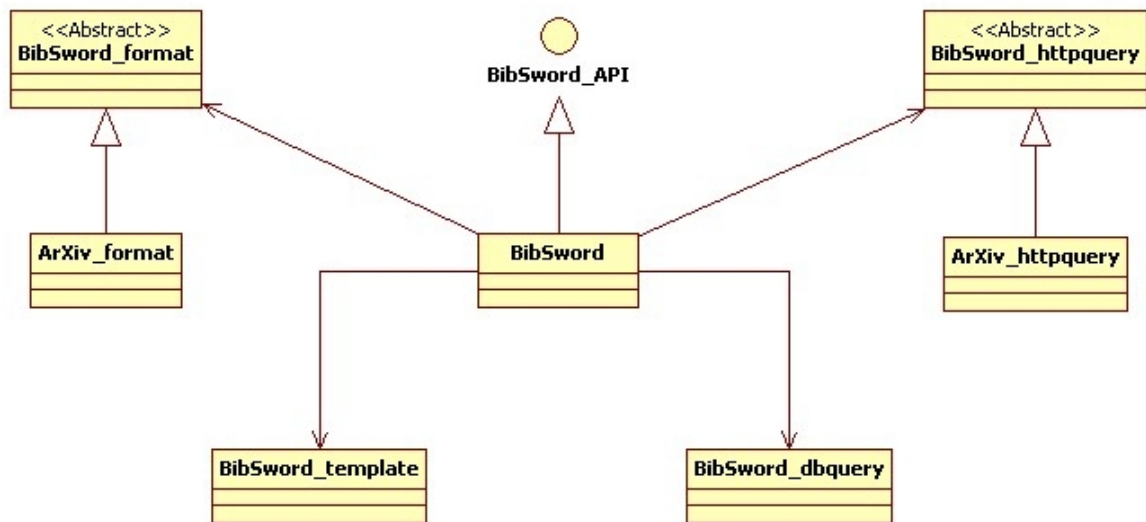 <<Abstract>>
BibSword_format
BibSword_API
<<Abstract>>
BibSword_httpquery
ArXiv_format
BibSword
ArXiv_httpquery
BibSword_template
BibSword_dbquery